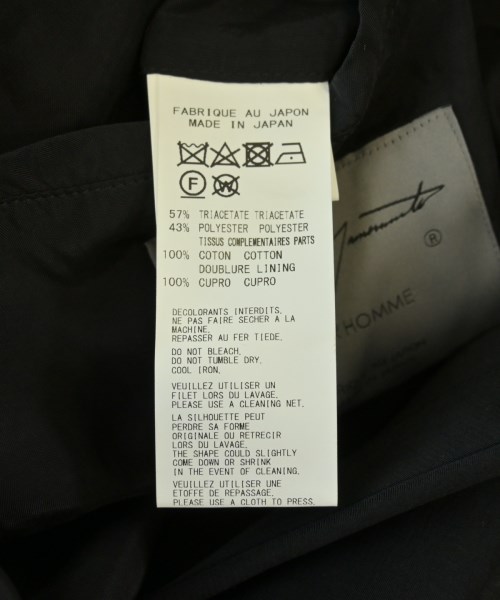 FABRIQUE AU JAPON
MADE IN JAPAN
F
W
57% TRIACETATE TRIACETATE
43% POLYESTER POLYESTER
TISSUS COMPLEMENTAIRES PARTS
100% COTON COTTON
DOUBLURE LINING
100% CUPRO CUPRO
DECOLORANTS INTERDITS.
NE PAS FAIRE SECHER A LA
MACHINE.
REPASSER AU FER TIEDE.
DO NOT BLEACH.
DO NOT TUMBLE DRY.
COOL IRON.
VEUILLEZ UTILISER UN
FILET LORS DU LAVAGE.
PLEASE USE A CLEANING NET.
LA SILHOUETTE PEUT
PERDRE SA FORME
ORIGINALE OU RETRECIR
LORS DU LAVAGE.
THE SHAPE COULD SLIGHTLY
COME DOWN OR SHRINK
IN THE EVENT OF CLEANING.
VEUILLEZ UTILISER UNE
ETOFFE DE REPASSAGE.
PLEASE USE A CLOTH TO PRESS.
Yamamoto
®
HOMME